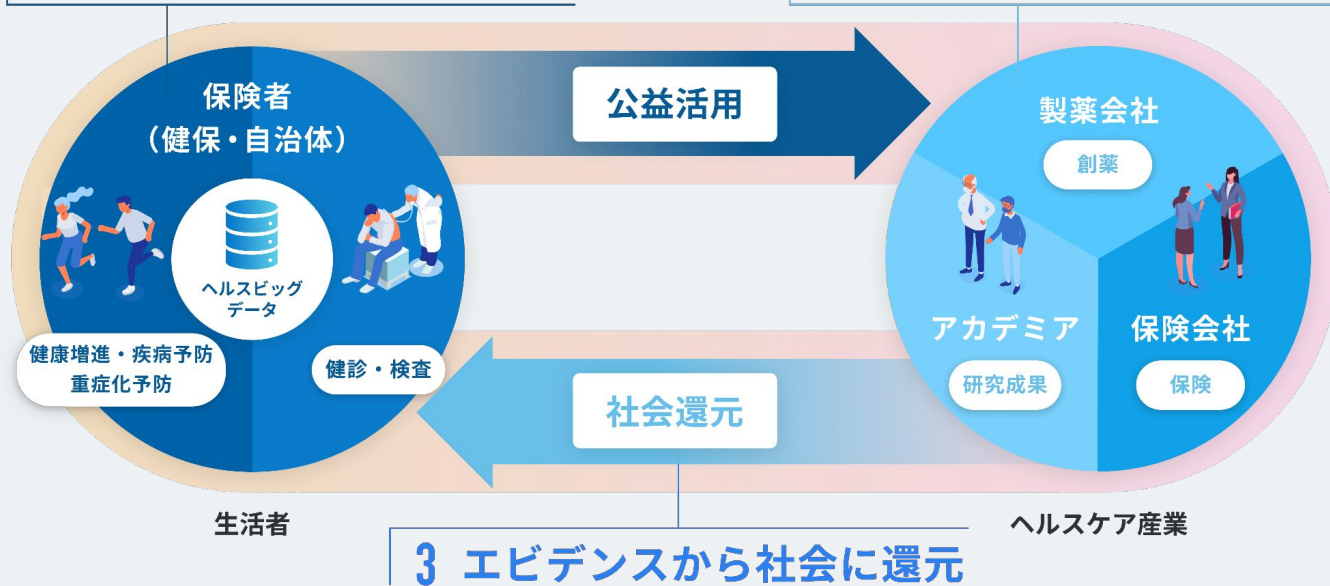 保険者
（健保・自治体）
ヘルスビッグ
データ
健康増進・疾病予防
重症化予防
健診・検査
公益活用
製薬会社
創薬
アカデミア
研究成果
保険会社
保険
社会還元
生活者
ヘルスケア産業
3 エビデンスから社会に還元